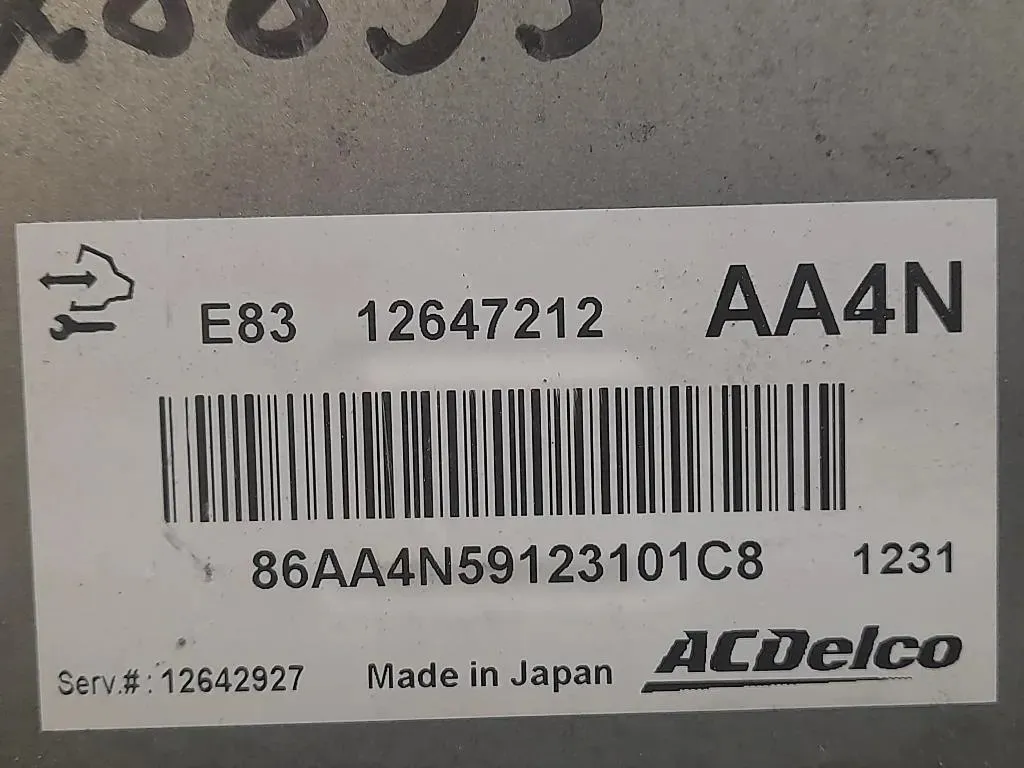 E83 12647212 AA4N
86AA4N59123101C8 1231
Serv.#: 12642927 Made in Japan ACDelco